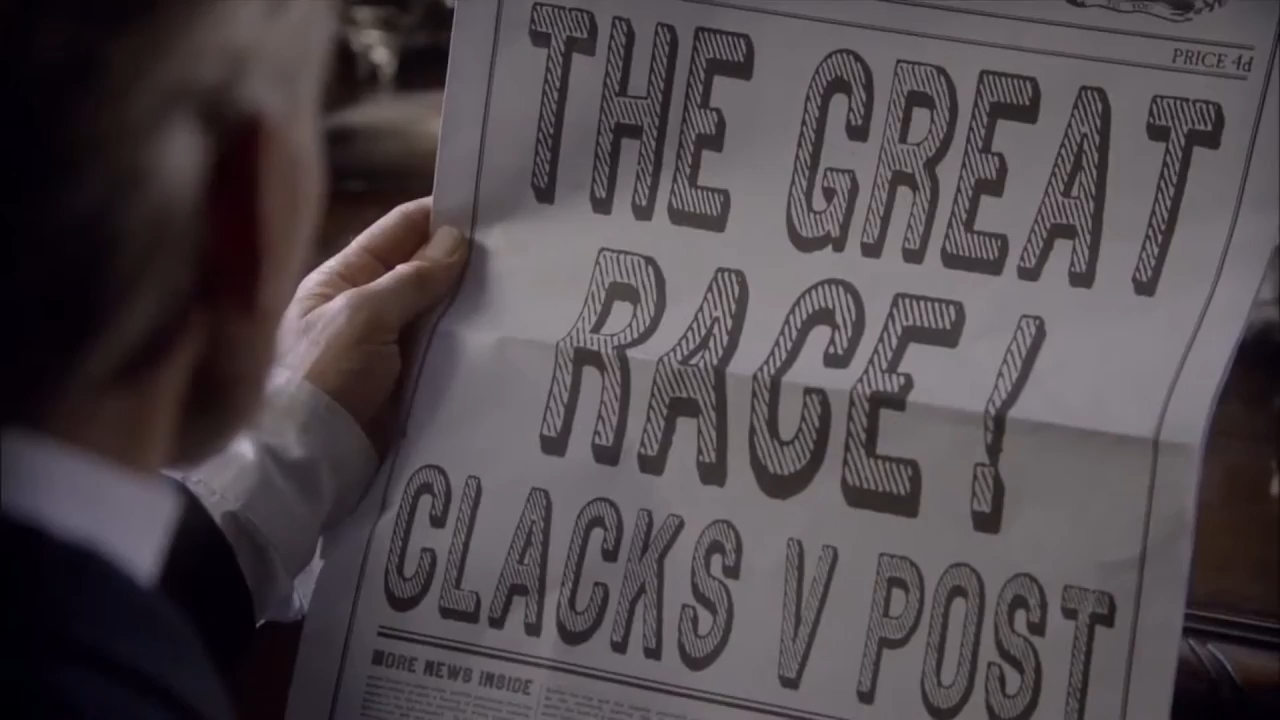 PRICE 4d
THE GREAT
RACE!
CLACKS V POST
MORE NEWS INSIDE